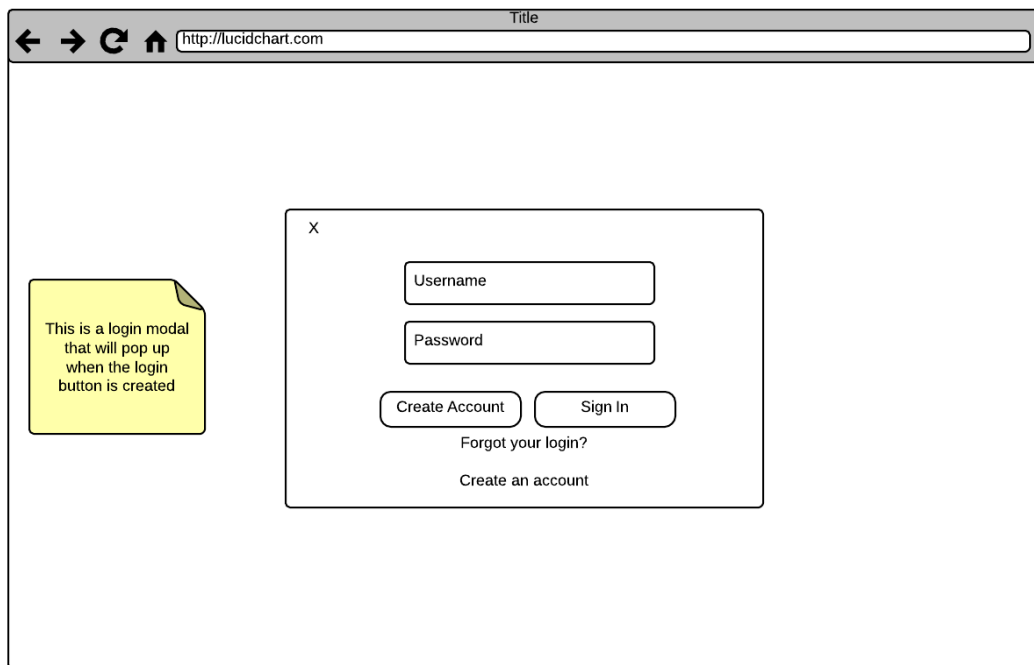 Title
http://lucidchart.com
X
Username
Password
This is a login modal
that will pop up
when the login
button is created
Create Account
Sign In
Forgot your login?
Create an account